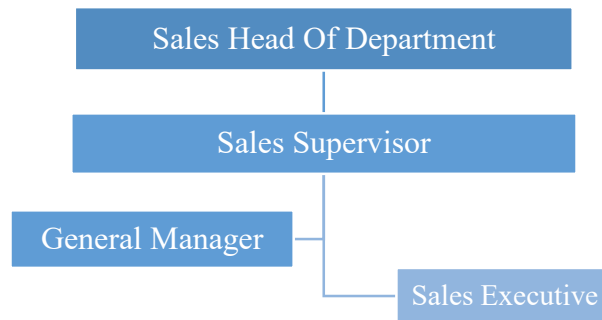 Sales Head Of Department
Sales Supervisor
General Manager
Sales Executive